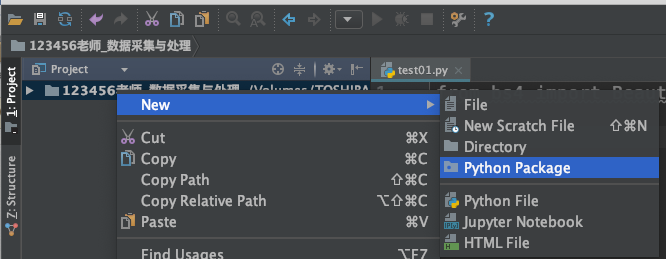 123456老师_数据采集与处理
Project
test01.py
1: Project
123456老师_数据采集与处理 /Volumes/TOSHIBA
1
from bs4 import Beaut
New
File
New Scratch File ⇧⌘N
Cut ⌘X
Directory
Copy ⌘C
Python Package
Copy Path ⇧⌘C
Copy Relative Path ⌥⇧⌘C
Python File
Paste ⌘V
Jupyter Notebook
HTML File
Find Usages ⌥F7
Z: Structure